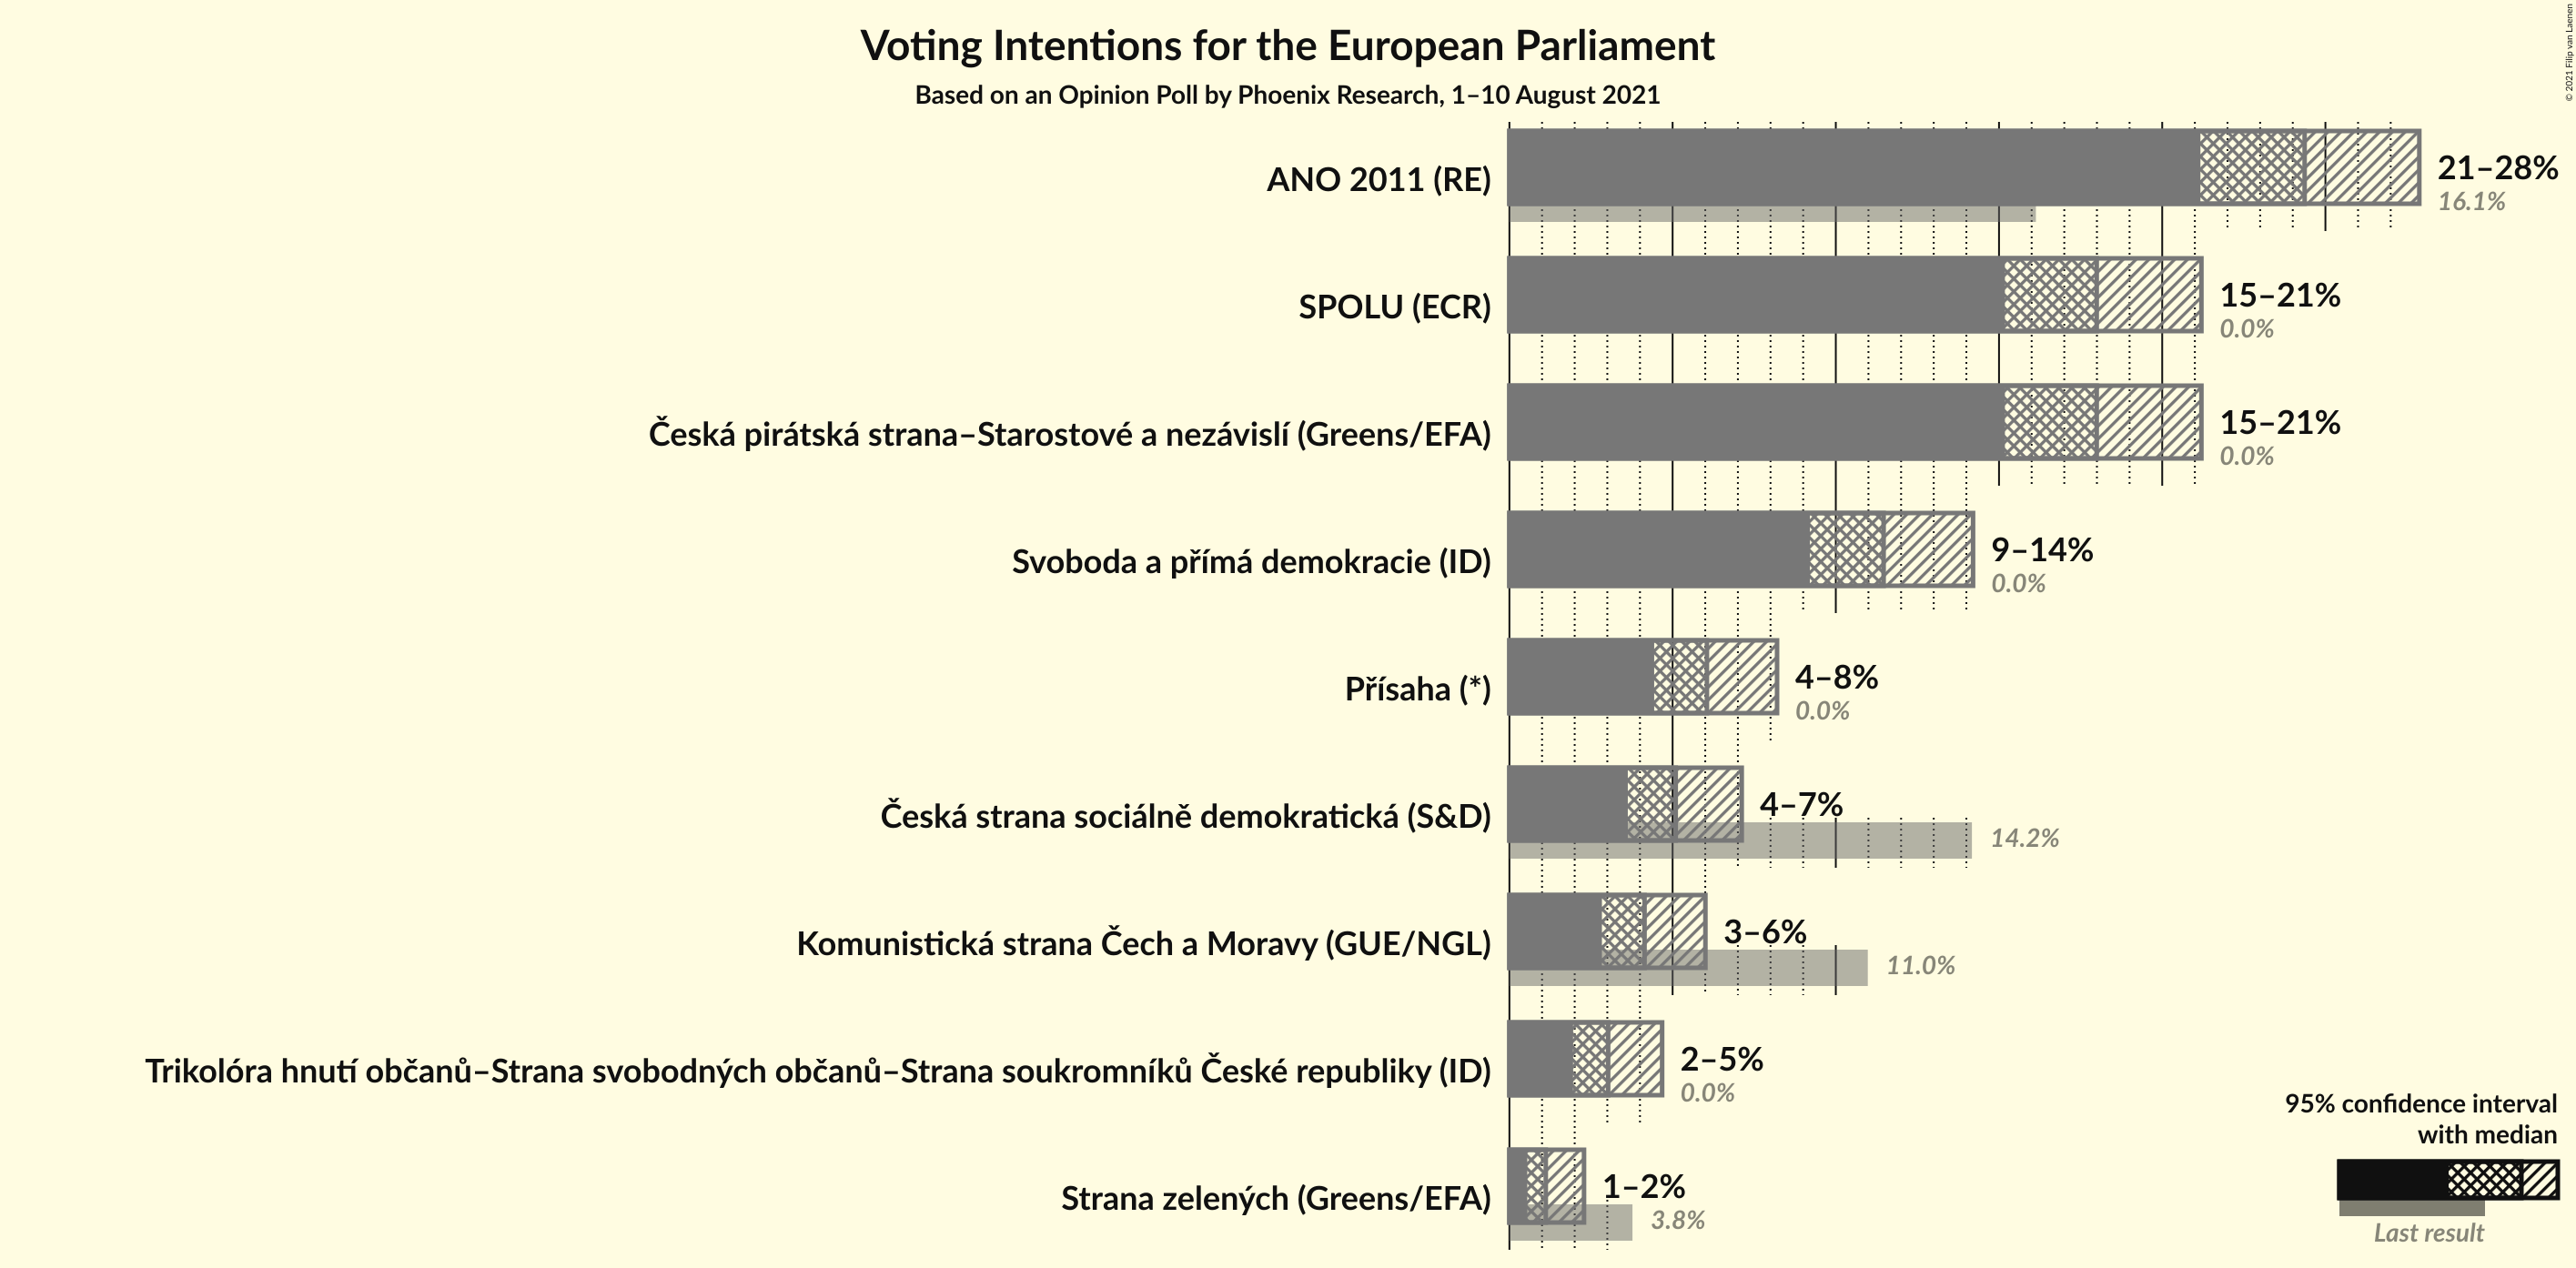 Voting Intentions for the European Parliament
Based on an Opinion Poll by Phoenix Research, 1–10 August 2021
© 2021 Filip van Laenen
ANO 2011 (RE)
21–28%
16.1%
SPOLU (ECR)
15–21%
0.0%
Česká pirátská strana–Starostové a nezávislí (Greens/EFA)
15–21%
0.0%
Svoboda a přímá demokracie (ID)
9–14%
0.0%
Přísaha (*)
4–8%
0.0%
Česká strana sociálně demokratická (S&D)
4–7%
14.2%
Komunistická strana Čech a Moravy (GUE/NGL)
3–6%
11.0%
Trikolóra hnutí občanů–Strana svobodných občanů–Strana soukromníků České republiky (ID)
2–5%
0.0%
Strana zelených (Greens/EFA)
1–2%
3.8%
95% confidence interval
with median
Last result